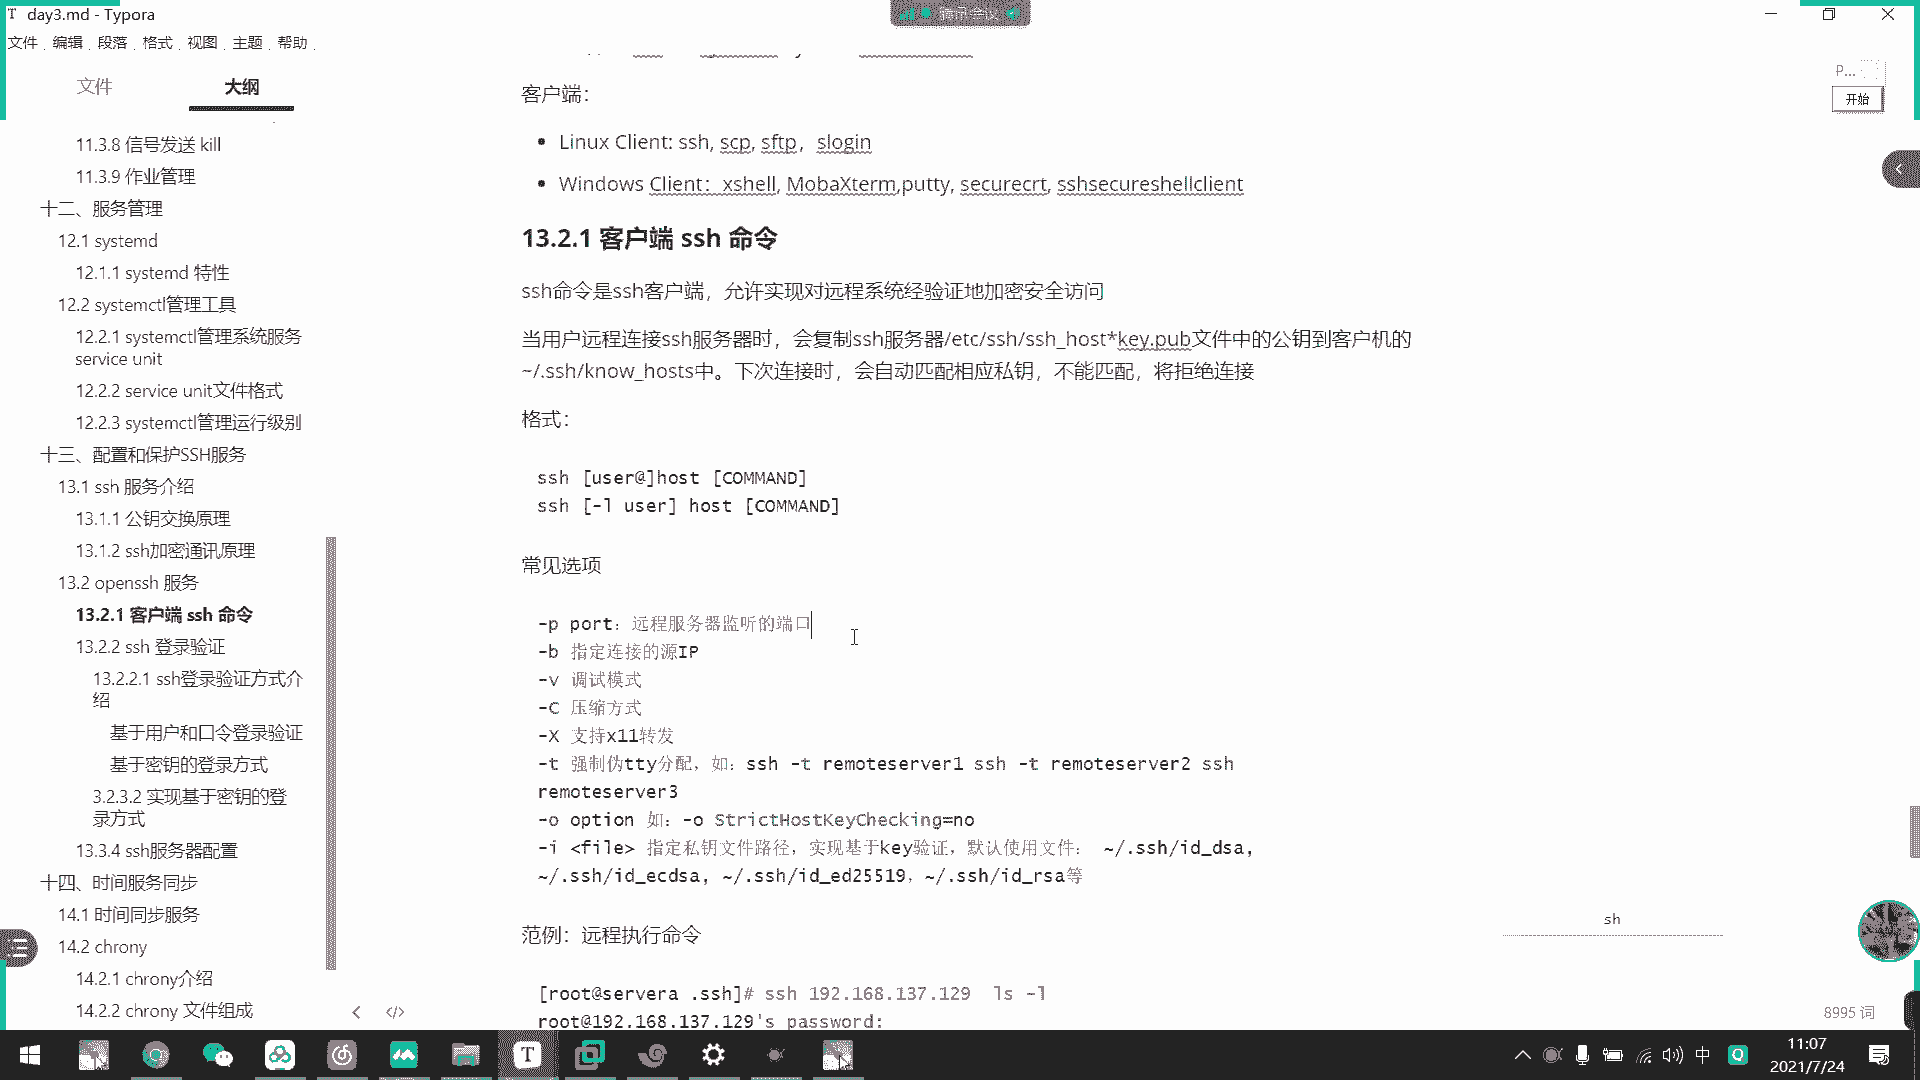 day3.md - Typora
腾讯会议
文件 编辑 段落 格式 视图 主题 帮助
文件
大纲
11.3.8 信号发送 kill
11.3.9 作业管理
十二、服务管理
12.1 systemd
12.1.1 systemd 特性
12.2 systemctl管理工具
12.2.1 systemctl管理系统服务
service unit
12.2.2 service unit文件格式
12.2.3 systemctl管理运行级别
十三、配置和保护SSH服务
13.1 ssh 服务介绍
13.1.1 公钥交换原理
13.1.2 ssh加密通讯原理
13.2 openssh 服务
13.2.1 客户端 ssh 命令
13.2.2 ssh 登录验证
13.2.2.1 ssh登录验证方式介
绍
基于用户和口令登录验证
基于密钥的登录方式
3.2.3.2 实现基于密钥的登
录方式
13.3.4 ssh服务器配置
十四、时间服务同步
14.1 时间同步服务
14.2 chrony
14.2.1 chrony介绍
14.2.2 chrony 文件组成
客户端：
Linux Client: ssh, scp, sftp，slogin
Windows Client：xshell, MobaXterm,putty, securecrt, sshsecureshellclient
13.2.1 客户端 ssh 命令
ssh命令是ssh客户端，允许实现对远程系统经验证地加密安全访问
当用户远程连接ssh服务器时，会复制ssh服务器/etc/ssh/ssh_host*key.pub文件中的公钥到客户机的
~/.ssh/know_hosts中。下次连接时，会自动匹配相应私钥，不能匹配，将拒绝连接
格式：
ssh [user@]host [COMMAND]
ssh [-l user] host [COMMAND]
常见选项
-p port：远程服务器监听的端口
-b 指定连接的源IP
-v 调试模式
-C 压缩方式
-X 支持x11转发
-t 强制伪tty分配，如：ssh -t remoteserver1 ssh -t remoteserver2 ssh
remoteserver3
-o option 如：-o StrictHostKeyChecking=no
-i <file> 指定私钥文件路径，实现基于key验证，默认使用文件： ~/.ssh/id_dsa,
~/.ssh/id_ecdsa, ~/.ssh/id_ed25519，~/.ssh/id_rsa等
范例：远程执行命令
[root@servera .ssh]# ssh 192.168.137.129  ls -l
root@192.168.137.129's password:
P...
开始
sh
8995 词
中
11:07
2021/7/24